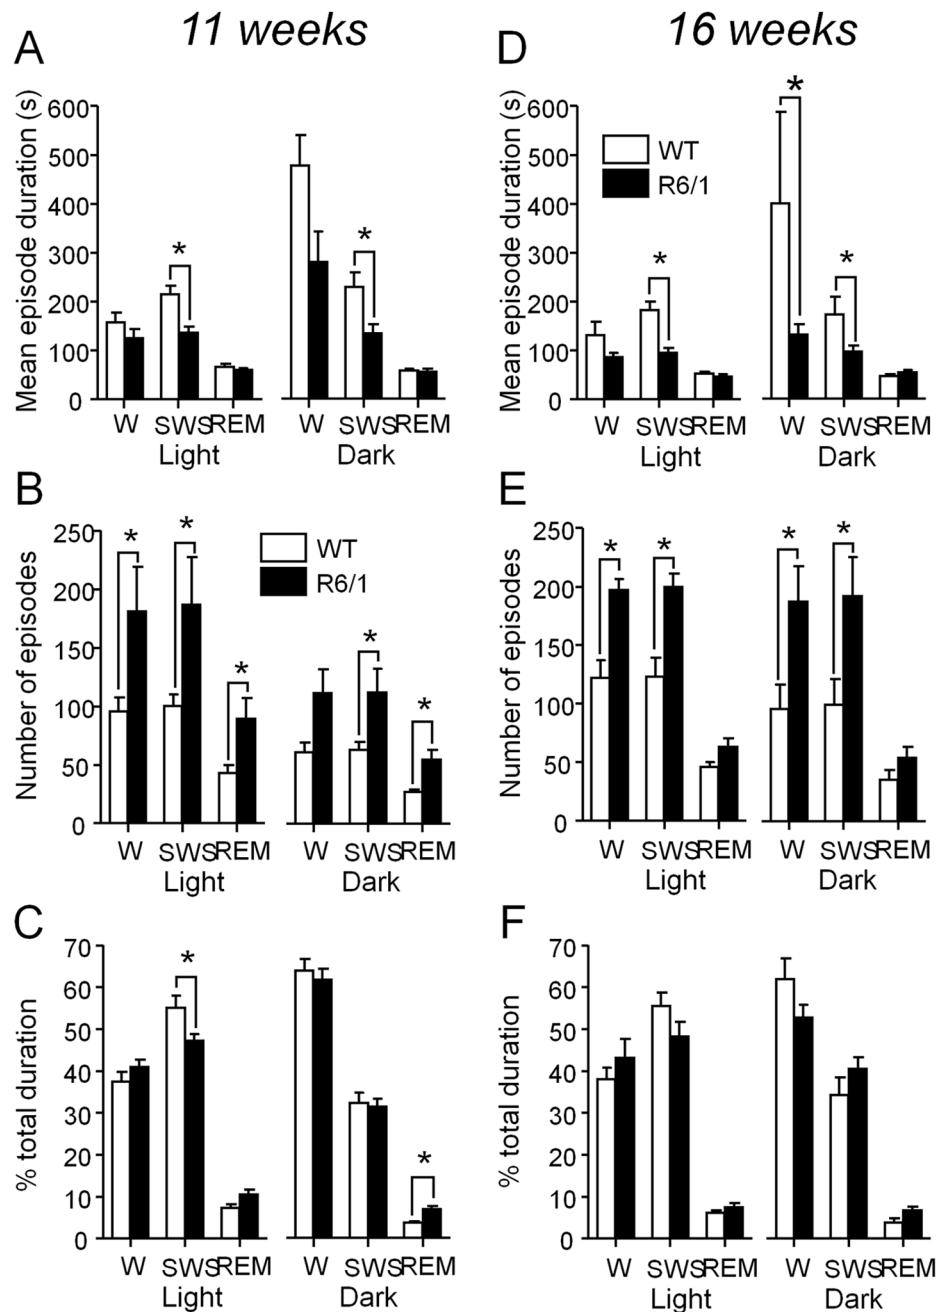 11 weeks
16 weeks
A
Mean episode duration (s)
600
500
400
300
200
100
0
*
*
W SWS REM
W SWS REM
Light
Dark
D
Mean episode duration (s)
600
500
400
300
200
100
0
WT
R6/1
*
*
*
W SWS REM
W SWS REM
Light
Dark
B
Number of episodes
250
200
150
100
50
0
WT
R6/1
*
*
*
*
*
W SWS REM
W SWS REM
Light
Dark
E
Number of episodes
250
200
150
100
50
0
*
*
*
*
W SWS REM
W SWS REM
Light
Dark
C
% total duration
70
60
50
40
30
20
10
0
*
*
W SWS REM
W SWS REM
Light
Dark
F
% total duration
70
60
50
40
30
20
10
0
W SWS REM
W SWS REM
Light
Dark